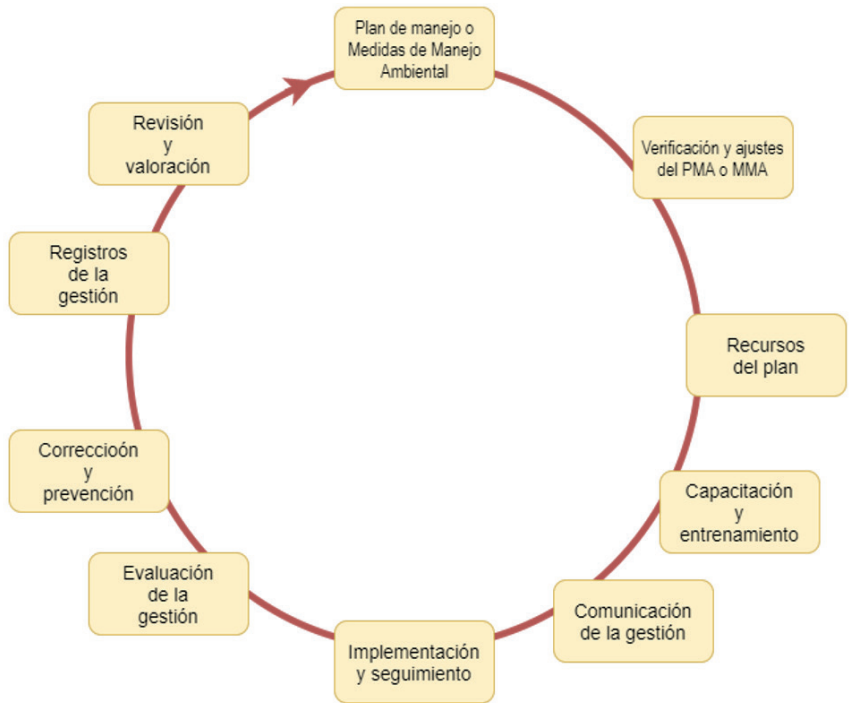 Plan de manejo o
Medidas de Manejo
Ambiental
Verificación y ajustes
del PMA o MMA
Recursos
del plan
Capacitación
y
entrenamiento
Comunicación
de la gestión
Implementación
y seguimiento
Evaluación
de la
gestión
Correccioón
y
prevención
Registros
de la
gestión
Revisión
y
valoración